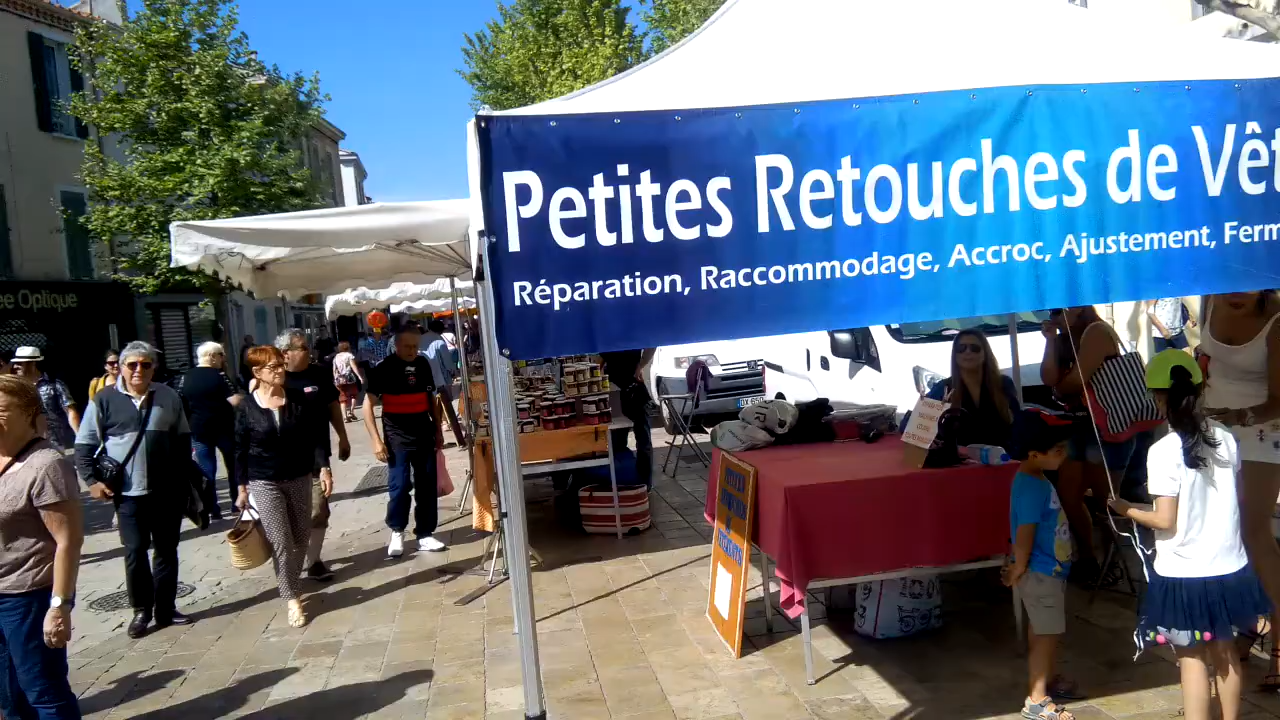 Petites Retouches de Vêt
Réparation, Raccommodage, Accroc, Ajustement, Ferm
ee Optique